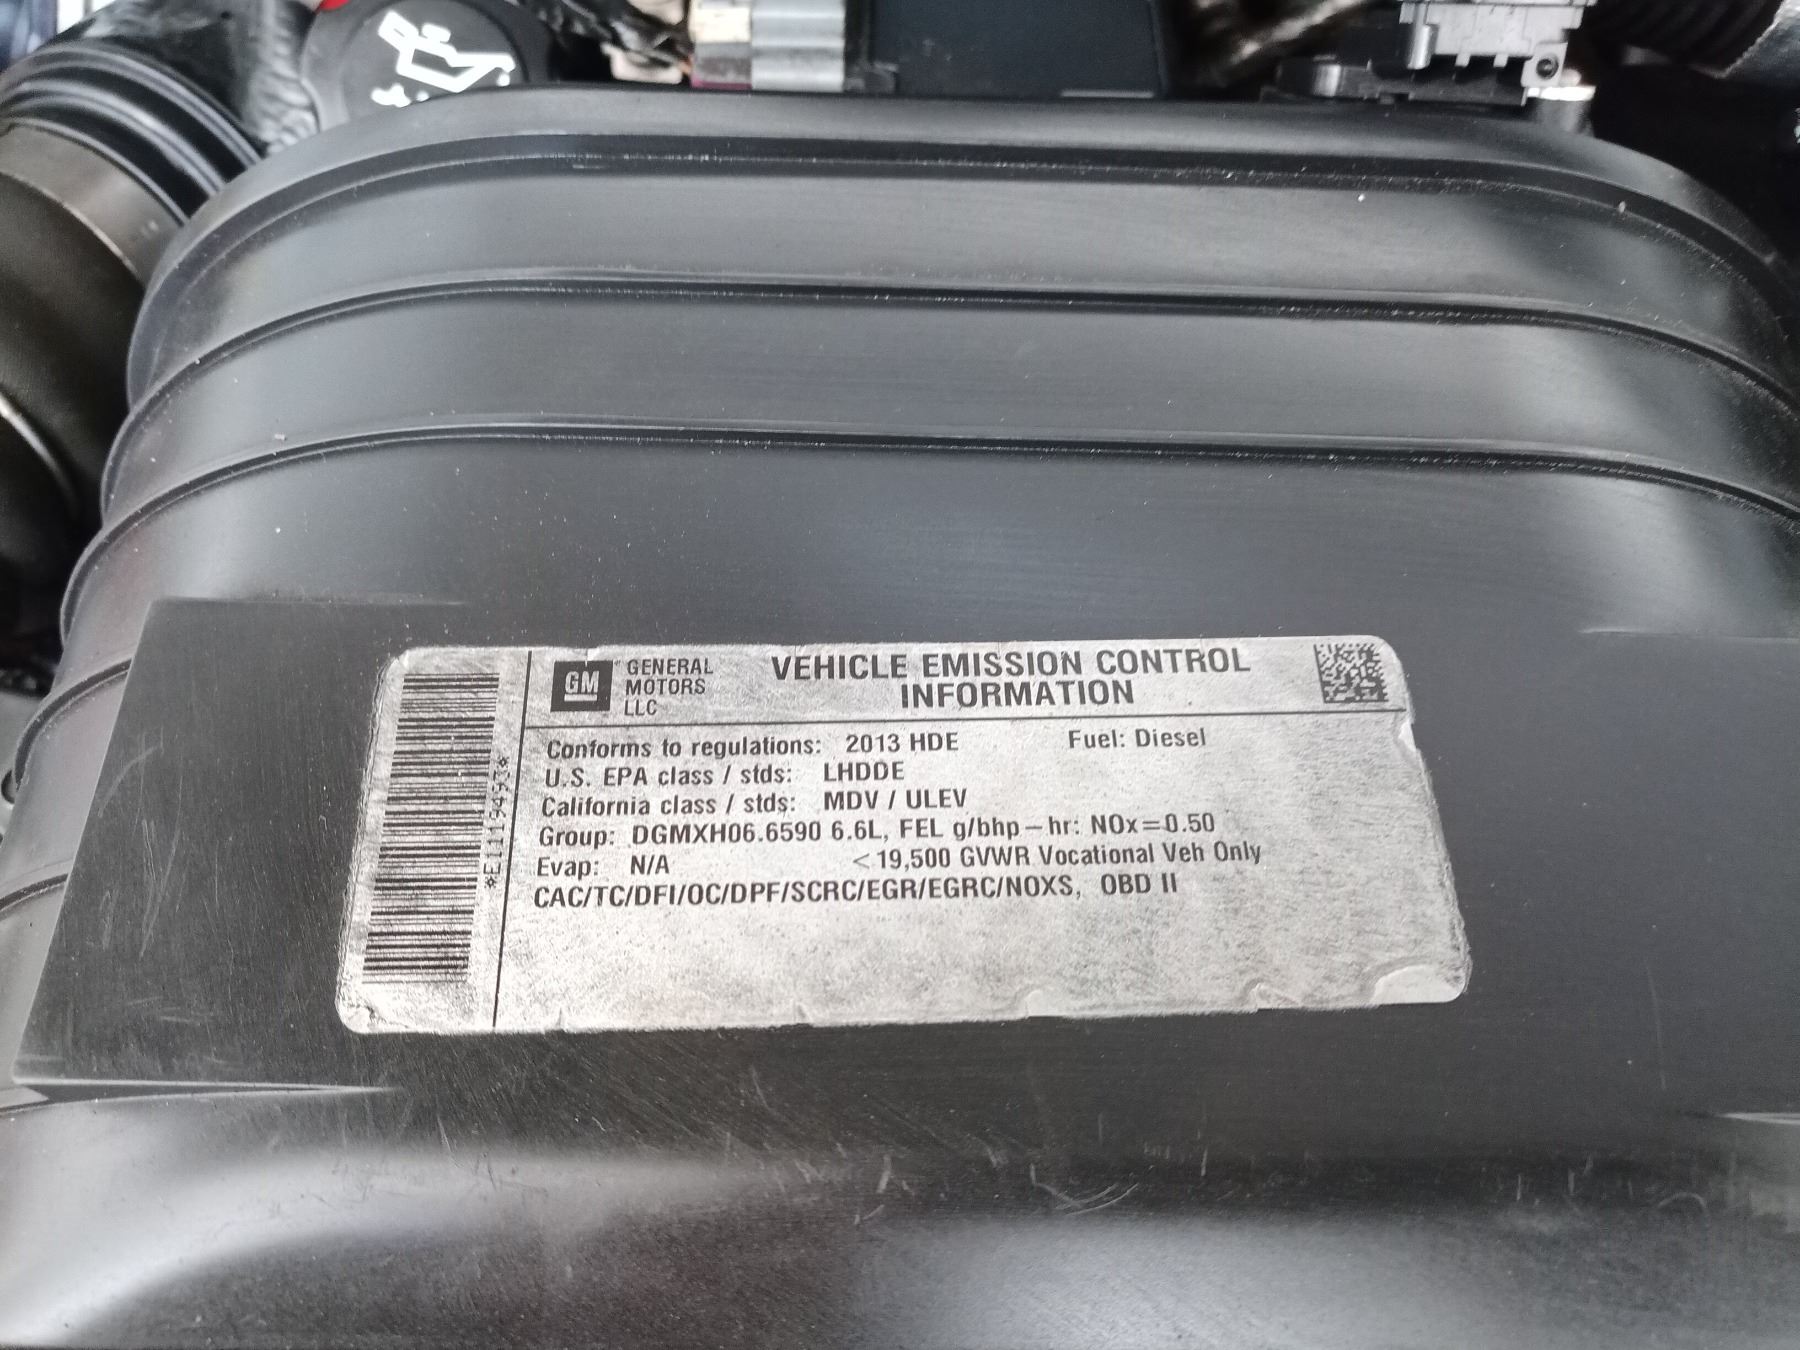 GM GENERAL MOTORS LLC
VEHICLE EMISSION CONTROL
INFORMATION
Conforms to regulations: 2013 HDE Fuel: Diesel
U.S. EPA class / stds: LHDDE
California class / stds: MDV / ULEV
Group: DGMXH06.6590 6.6L, FEL g/bhp-hr: NOx=0.50
Evap: N/A <19,500 GVWR Vocational Veh Only
CAC/TC/DFI/OC/DPF/SCRC/EGR/EGRC/NOXS, OBD II
*E1119493*